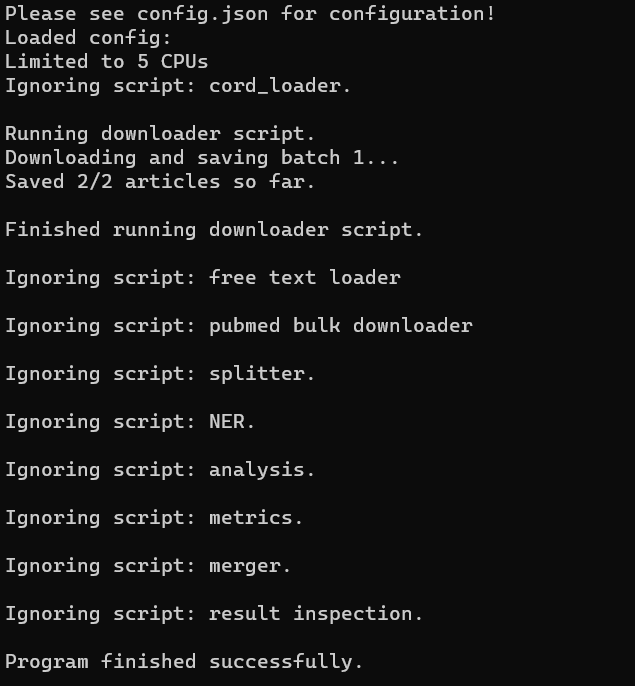 Please see config.json for configuration!
Loaded config:
Limited to 5 CPUs
Ignoring script: cord_loader.
Running downloader script.
Downloading and saving batch 1...
Saved 2/2 articles so far.
Finished running downloader script.
Ignoring script: free text loader
Ignoring script: pubmed bulk downloader
Ignoring script: splitter.
Ignoring script: NER.
Ignoring script: analysis.
Ignoring script: metrics.
Ignoring script: merger.
Ignoring script: result inspection.
Program finished successfully.